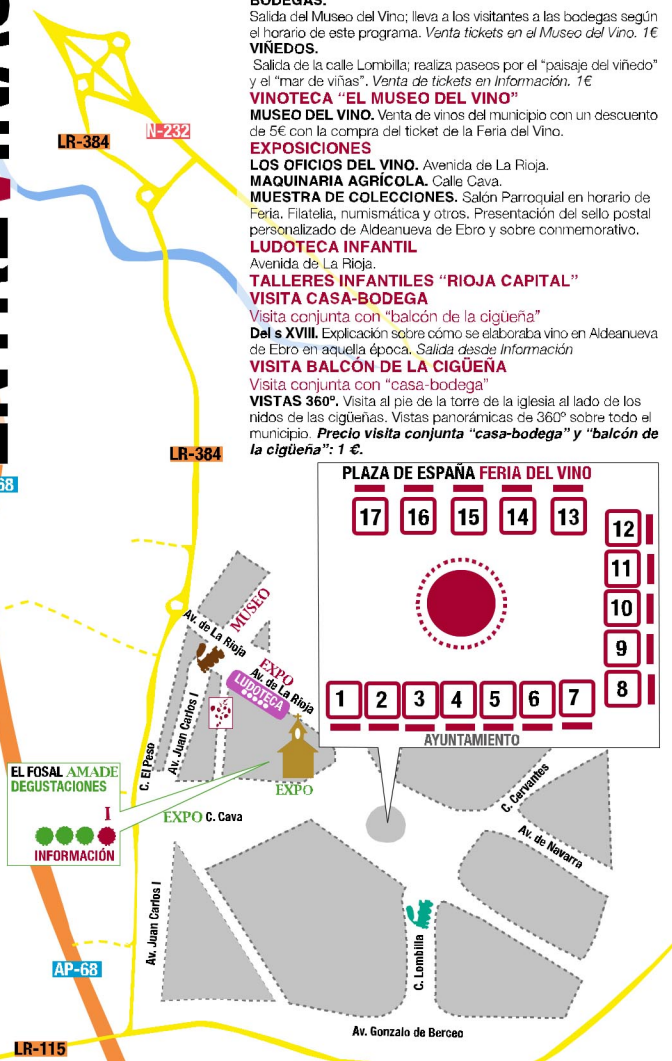 BODEGAS.
Salida del Museo del Vino; lleva a los visitantes a las bodegas según
el horario de este programa. Venta tickets en el Museo del Vino. 1€
VIÑEDOS.
Salida de la calle Lombilla; realiza paseos por el “paisaje del viñedo”
y el “mar de viñas”. Venta de tickets en Información. 1€
VINOTECA “EL MUSEO DEL VINO”
MUSEO DEL VINO. Venta de vinos del municipio con un descuento
de 5€ con la compra del ticket de la Feria del Vino.
EXPOSICIONES
LOS OFICIOS DEL VINO. Avenida de La Rioja.
MAQUINARIA AGRÍCOLA. Calle Cava.
MUESTRA DE COLECCIONES. Salón Parroquial en horario de
Feria. Filatelia, numismática y otros. Presentación del sello postal
personalizado de Aldeanueva de Ebro y sobre conmemorativo.
LUDOTECA INFANTIL
Avenida de La Rioja.
TALLERES INFANTILES “RIOJA CAPITAL”
VISITA CASA-BODEGA
Visita conjunta con “balcón de la cigüeña”
Del s XVIII. Explicación sobre cómo se elaboraba vino en Aldeanueva
de Ebro en aquella época. Salida desde Información
VISITA BALCÓN DE LA CIGÜEÑA
Visita conjunta con “casa-bodega”
VISTAS 360º. Visita al pie de la torre de la iglesia al lado de los
nidos de las cigüeñas. Vistas panorámicas de 360º sobre todo el
municipio. Precio visita conjunta “casa-bodega” y “balcón de
la cigüeña”: 1 €.
LR-384
N-232
LR-384
68
PLAZA DE ESPAÑA FERIA DEL VINO
17 16 15 14 13
12
11
10
9
8
1 2 3 4 5 6 7
AYUNTAMIENTO
MUSEO
Av. de La Rioja
EXPO
Av. de La Rioja
LUDOTECA
Av. Juan Carlos I
C. El Peso
EXPO
EL FOSAL AMADE
DEGUSTACIONES
I
INFORMACIÓN
EXPO C. Cava
C. Cervantes
Av. de Navarra
Av. Juan Carlos I
C. Lombilla
AP-68
Av. Gonzalo de Berceo
LR-115